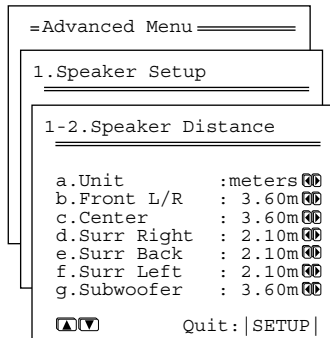 Advanced Menu
1.Speaker Setup
1-2.Speaker Distance
a.Unit :meters
b.Front L/R : 3.60m
c.Center : 3.60m
d.Surr Right : 2.10m
e.Surr Back : 2.10m
f.Surr Left : 2.10m
g.Subwoofer : 3.60m
Quit:|SETUP|